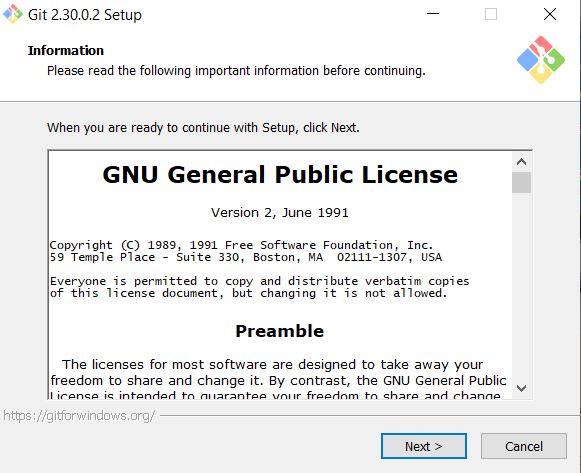 Git 2.30.0.2 Setup
Information
Please read the following important information before continuing.
When you are ready to continue with Setup, click Next.
GNU General Public License
Version 2, June 1991
Copyright (C) 1989, 1991 Free Software Foundation, Inc.
59 Temple Place - Suite 330, Boston, MA  02111-1307, USA
Everyone is permitted to copy and distribute verbatim copies
of this license document, but changing it is not allowed.
Preamble
The licenses for most software are designed to take away your
freedom to share and change it. By contrast, the GNU General Public
License is intended to guarantee your freedom to share and change
https://gitforwindows.org/
Next >
Cancel